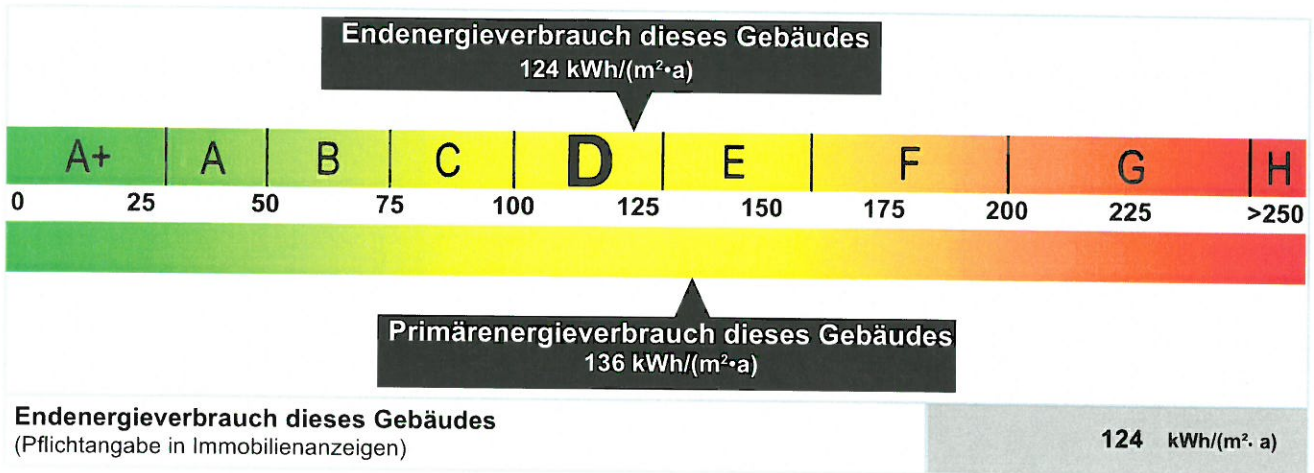 Endenergieverbrauch dieses Gebäudes
124 kWh/(m²•a)
A+ A B C D E F G H
0 25 50 75 100 125 150 175 200 225 >250
Primärenergieverbrauch dieses Gebäudes
136 kWh/(m²•a)
Endenergieverbrauch dieses Gebäudes
(Pflichtangabe in Immobilienanzeigen)
124 kWh/(m²· a)